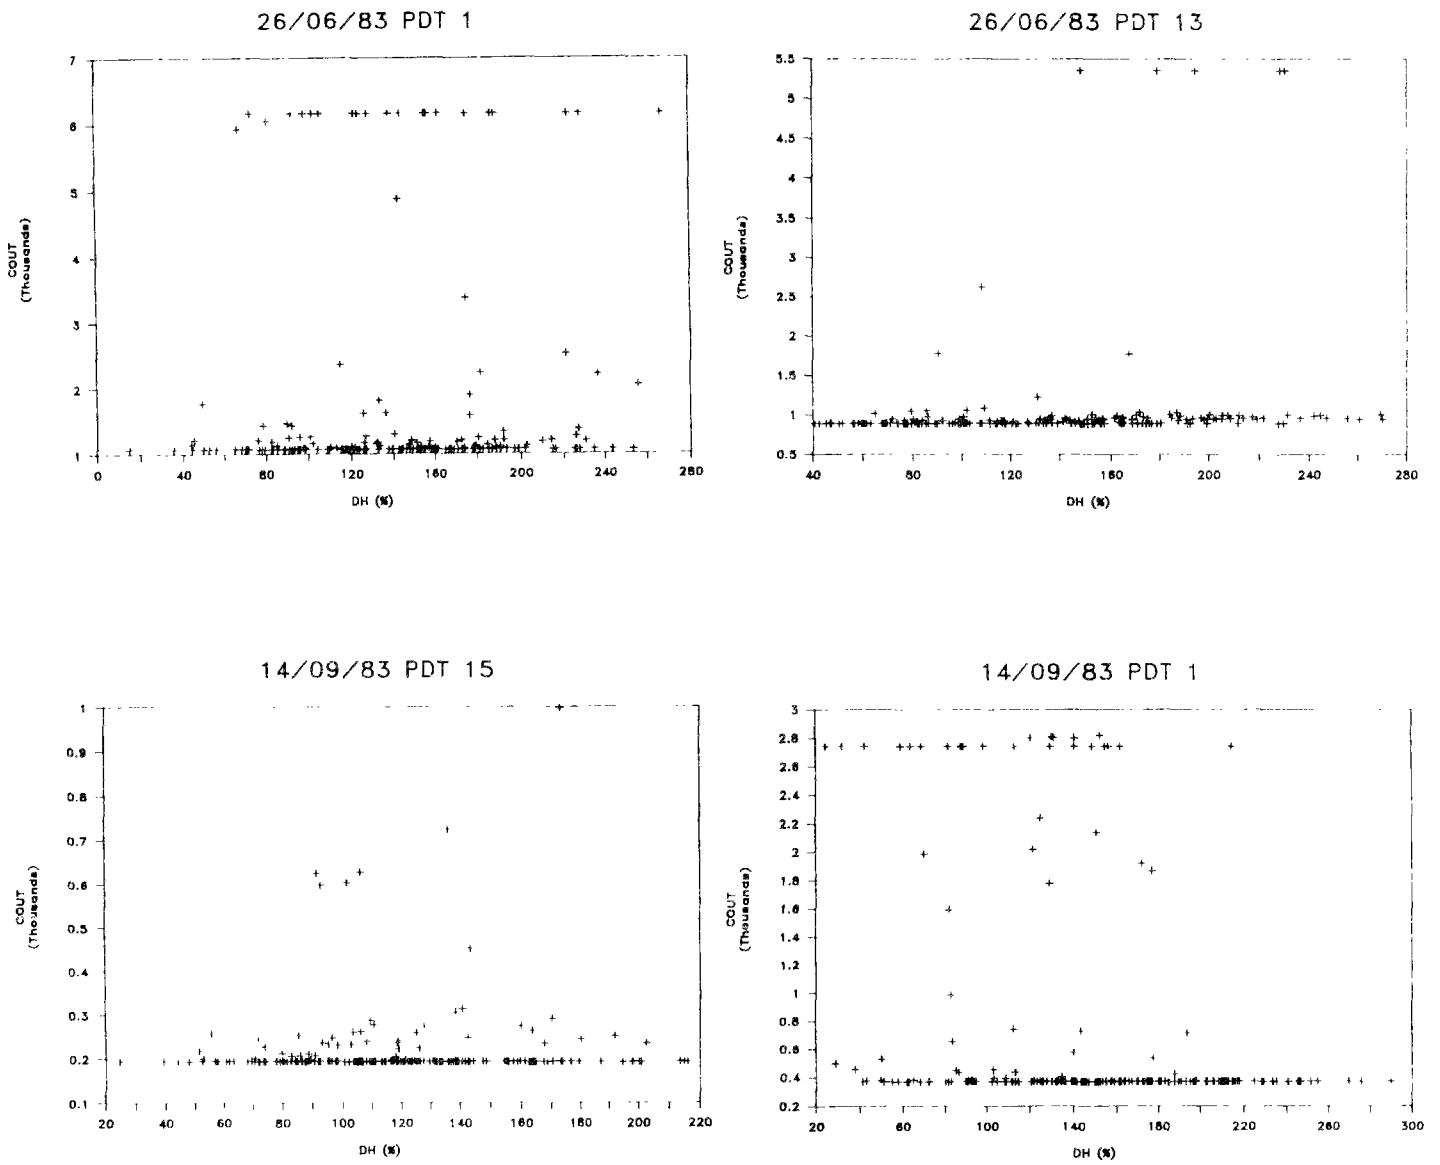 26/06/83 PDT 1
7
6
5
4
3
2
1
COUT
(Thousands)
0 40 80 120 160 200 240 280
DH (%)
26/06/83 PDT 13
5.5
5
4.5
4
3.5
3
2.5
2
1.5
1
0.5
COUT
(Thousands)
40 80 120 160 200 240 280
DH (%)
14/09/83 PDT 15
1
0.9
0.8
0.7
0.6
0.5
0.4
0.3
0.2
0.1
COUT
(Thousands)
20 60 100 140 180 220
40 80 120 160 200
DH (%)
14/09/83 PDT 1
3
2.8
2.6
2.4
2.2
2
1.8
1.6
1.4
1.2
1
0.8
0.6
0.4
0.2
COUT
(Thousands)
20 60 100 140 180 220 260 300
DH (%)